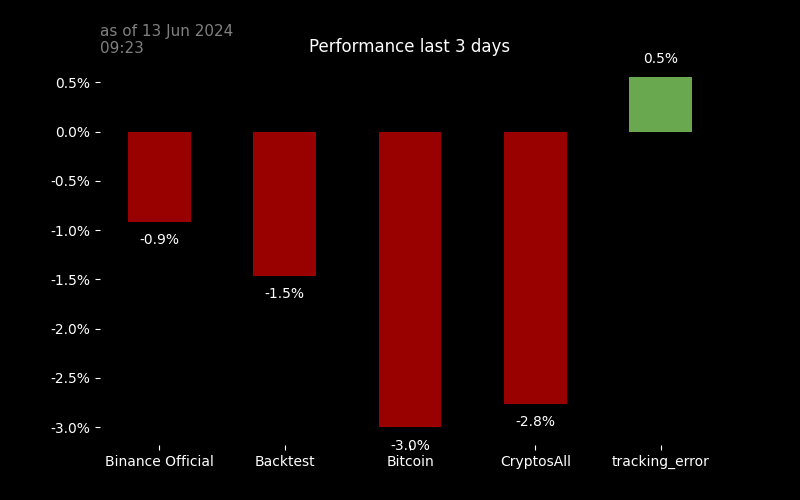 as of 13 Jun 2024
09:23
Performance last 3 days
0.5%
0.5%
0.0%
-0.5%
-1.0%
-1.5%
-2.0%
-2.5%
-3.0%
-0.9%
-1.5%
-3.0%
-2.8%
Binance Official
Backtest
Bitcoin
CryptosAll
tracking_error